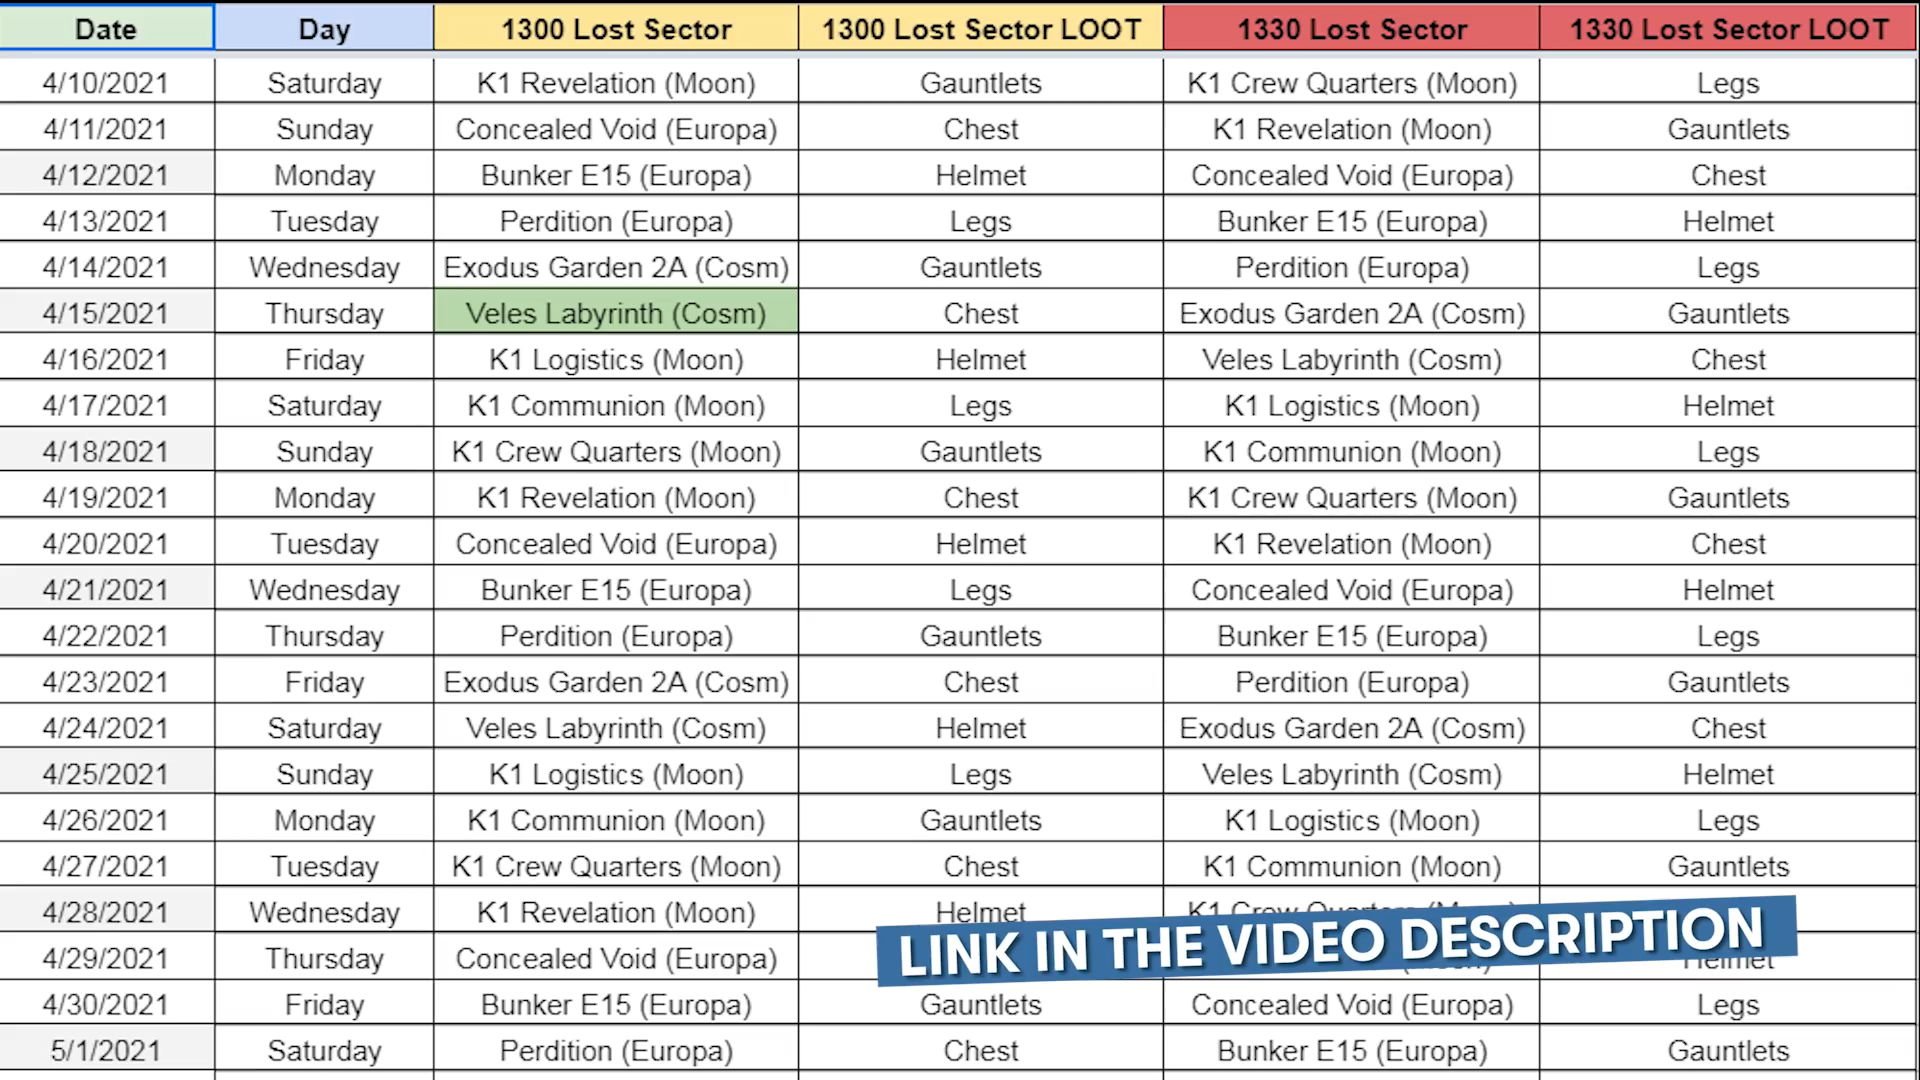 Date Day 1300 Lost Sector 1300 Lost Sector LOOT 1330 Lost Sector 1330 Lost Sector LOOT
4/10/2021 Saturday K1 Revelation (Moon) Gauntlets K1 Crew Quarters (Moon) Legs
4/11/2021 Sunday Concealed Void (Europa) Chest K1 Revelation (Moon) Gauntlets
4/12/2021 Monday Bunker E15 (Europa) Helmet Concealed Void (Europa) Chest
4/13/2021 Tuesday Perdition (Europa) Legs Bunker E15 (Europa) Helmet
4/14/2021 Wednesday Exodus Garden 2A (Cosm) Gauntlets Perdition (Europa) Legs
4/15/2021 Thursday Veles Labyrinth (Cosm) Chest Exodus Garden 2A (Cosm) Gauntlets
4/16/2021 Friday K1 Logistics (Moon) Helmet Veles Labyrinth (Cosm) Chest
4/17/2021 Saturday K1 Communion (Moon) Legs K1 Logistics (Moon) Helmet
4/18/2021 Sunday K1 Crew Quarters (Moon) Gauntlets K1 Communion (Moon) Legs
4/19/2021 Monday K1 Revelation (Moon) Chest K1 Crew Quarters (Moon) Gauntlets
4/20/2021 Tuesday Concealed Void (Europa) Helmet K1 Revelation (Moon) Chest
4/21/2021 Wednesday Bunker E15 (Europa) Legs Concealed Void (Europa) Helmet
4/22/2021 Thursday Perdition (Europa) Gauntlets Bunker E15 (Europa) Legs
4/23/2021 Friday Exodus Garden 2A (Cosm) Chest Perdition (Europa) Gauntlets
4/24/2021 Saturday Veles Labyrinth (Cosm) Helmet Exodus Garden 2A (Cosm) Chest
4/25/2021 Sunday K1 Logistics (Moon) Legs Veles Labyrinth (Cosm) Helmet
4/26/2021 Monday K1 Communion (Moon) Gauntlets K1 Logistics (Moon) Legs
4/27/2021 Tuesday K1 Crew Quarters (Moon) Chest K1 Communion (Moon) Gauntlets
4/28/2021 Wednesday K1 Revelation (Moon) Helmet K1 Crew Quarters (Moon)
LINK IN THE VIDEO DESCRIPTION
4/29/2021 Thursday Concealed Void (Europa) Helmet
4/30/2021 Friday Bunker E15 (Europa) Gauntlets Concealed Void (Europa) Legs
5/1/2021 Saturday Perdition (Europa) Chest Bunker E15 (Europa) Gauntlets